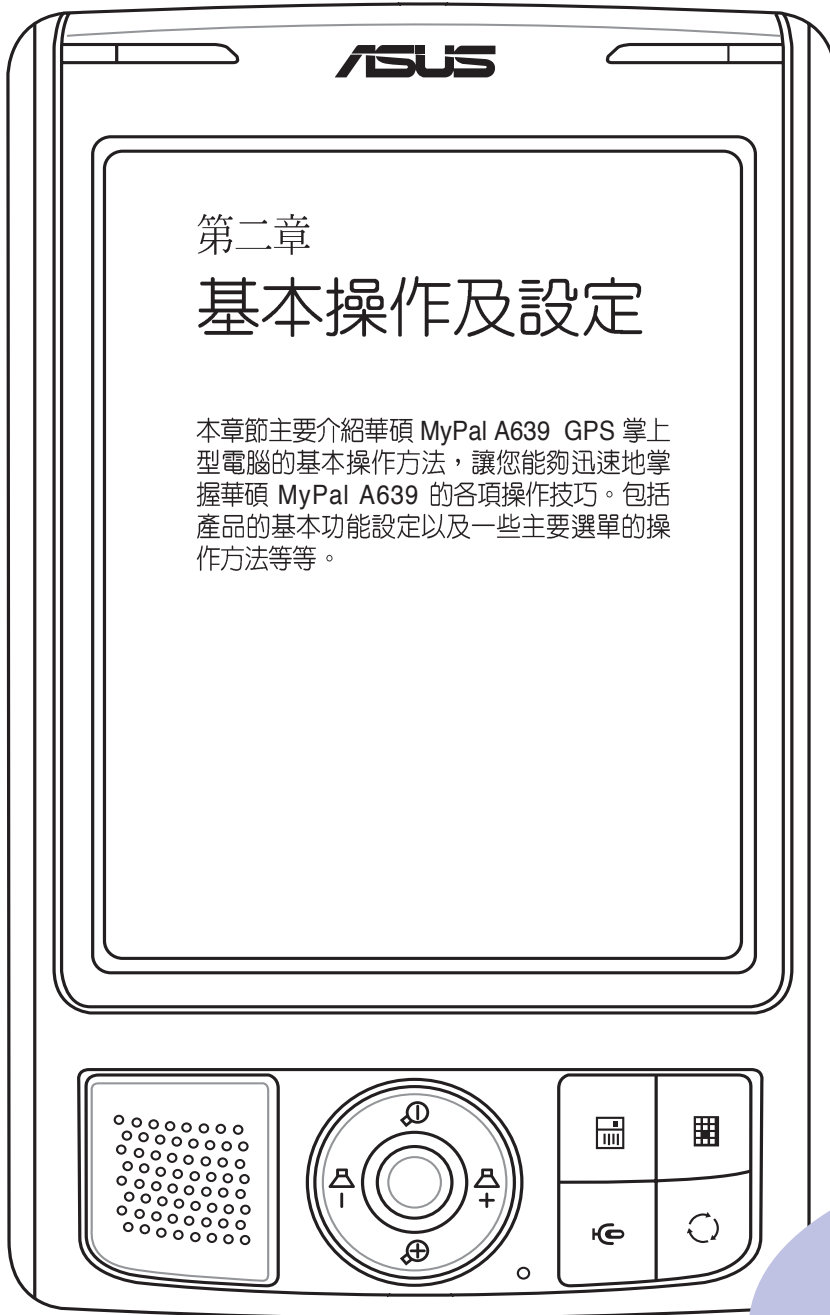 ASUS
第二章
基本操作及設定
本章節主要介紹華碩 MyPal A639 GPS 掌上
型電腦的基本操作方法，讓您能夠迅速地掌
握華碩 MyPal A639 的各項操作技巧。包括
產品的基本功能設定以及一些主要選單的操
作方法等等。